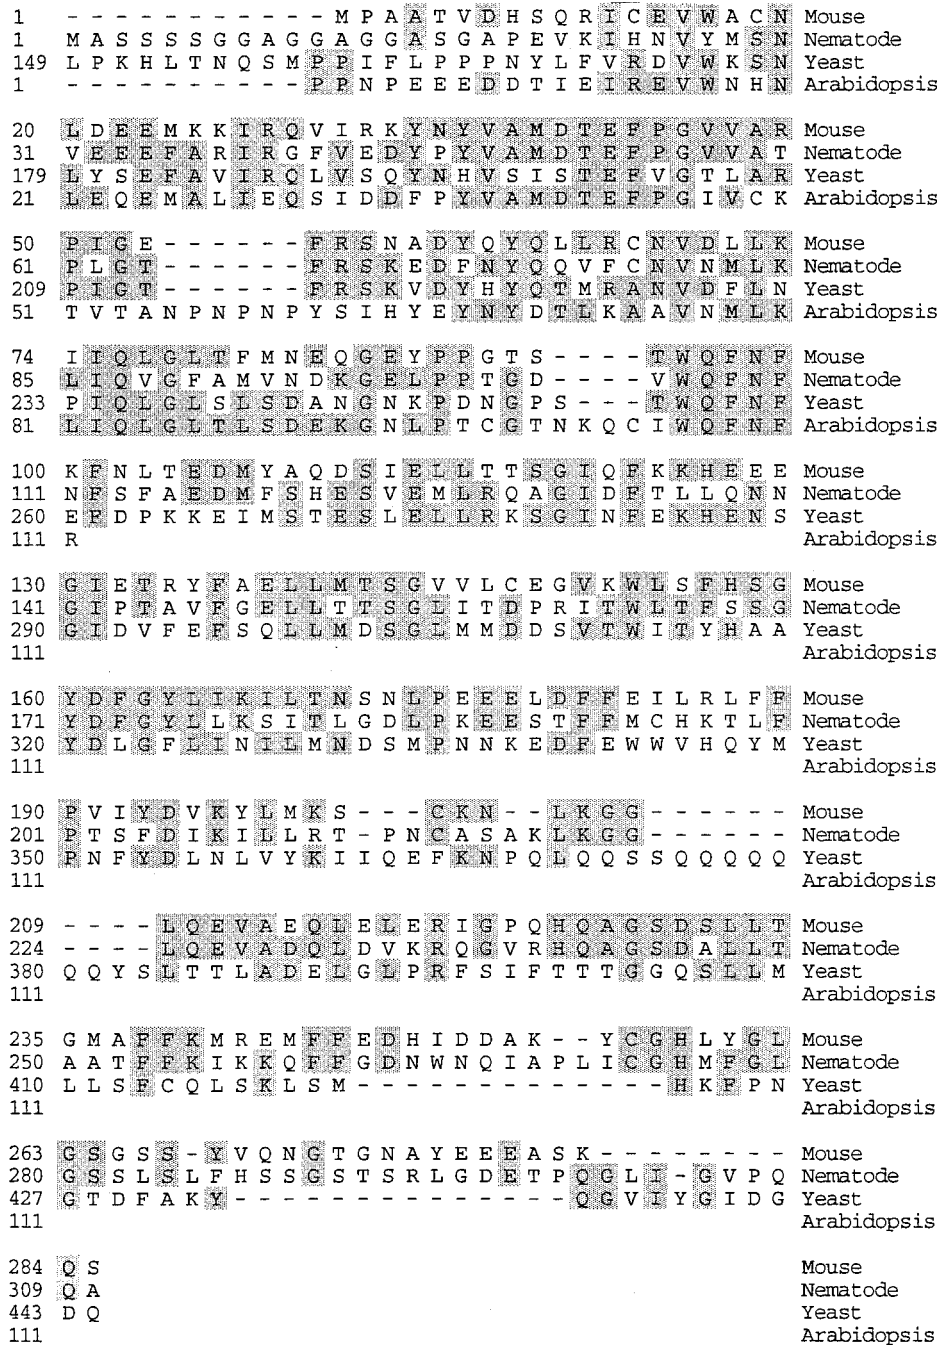 1 - - - - - - - - - - - M P A A T V D H S Q R I C E V W A C N Mouse
1 M A S S S S G G A G G A G G A S G A P E V K I H N V Y M S N Nematode
149 L P K H L T N Q S M P P I F L P P P N Y L F V R D V W K S N Yeast
1 - - - - - - - - - - P P N P E E E D D T I E I R E V W N H N Arabidopsis
20 L D E E M K K I R Q V I R K Y N Y V A M D T E F P G V V A R Mouse
31 V E E E F A R I R G F V E D Y P Y V A M D T E F P G V V A T Nematode
179 L Y S E F A V I R Q L V S Q Y N H V S I S T E F V G T L A R Yeast
21 L E Q E M A L I E Q S I D D F P Y V A M D T E F P G I V C K Arabidopsis
50 P I G E - - - - - - F R S N A D Y Q Y Q L L R C N V D L L K Mouse
61 P L G T - - - - - - F R S K E D F N Y Q Q V F C N V N M L K Nematode
209 P I G T - - - - - - F R S K V D Y H Y Q T M R A N V D F L N Yeast
51 T V T A N P N P N P Y S I H Y E Y N Y D T L K A A V N M L K Arabidopsis
74 I I Q L G L T F M N E Q G E Y P P G T S - - - - T W Q F N F Mouse
85 L I Q V G F A M V N D K G E L P P T G D - - - - V W Q F N F Nematode
233 P I Q L G L S L S D A N G N K P D N G P S - - - T W Q F N F Yeast
81 L I Q L G L T L S D E K G N L P T C G T N K Q C I W Q F N F Arabidopsis
100 K F N L T E D M Y A Q D S I E L L T T S G I Q F K K H E E E Mouse
111 N F S F A E D M F S H E S V E M L R Q A G I D F T L L Q N N Nematode
260 E F D P K K E I M S T E S L E L L R K S G I N F E K H E N S Yeast
111 R Arabidopsis
130 G I E T R Y F A E L L M T S G V V L C E G V K W L S F H S G Mouse
141 G I P T A V F G E L L T T S G L I T D P R I T W L T F S S G Nematode
290 G I D V F E F S Q L L M D S G L M M D D S V T W I T Y H A A Yeast
111 Arabidopsis
160 Y D F G Y L I K I L T N S N L P E E E L D F F E I L R L F F Mouse
171 Y D F G Y L L K S I T L G D L P K E E S T F F M C H K T L F Nematode
320 Y D L G F L I N I L M N D S M P N N K E D F E W W V H Q Y M Yeast
111 Arabidopsis
190 P V I Y D V K Y L M K S - - - C K N - - L K G G - - - - - - Mouse
201 P T S F D I K I L L R T - P N C A S A K L K G G - - - - - - Nematode
350 P N F Y D L N L V Y K I I Q E F K N P Q L Q Q S S Q Q Q Q Q Yeast
111 Arabidopsis
209 - - - - L Q E V A E Q L E L E R I G P Q H Q A G S D S L L T Mouse
224 - - - - L Q E V A D Q L D V K R Q G V R H Q A G S D A L L T Nematode
380 Q Q Y S L T T L A D E L G L P R F S I F T T T G G Q S L L M Yeast
111 Arabidopsis
235 G M A F F K M R E M F F E D H I D D A K - - Y C G H L Y G L Mouse
250 A A T F F K I K K Q F F G D N W N Q I A P L I C G H M F G L Nematode
410 L L S F C Q L S K L S M - - - - - - - - - - - - - H K F P N Yeast
111 Arabidopsis
263 G S G S S - Y V Q N G T G N A Y E E E A S K - - - - - - - - Mouse
280 G S S L S L F H S S G S T S R L G D E T P Q G L I - G V P Q Nematode
427 G T D F A K Y - - - - - - - - - - - - - - Q G V I Y G I D G Yeast
111 Arabidopsis
284 Q S Mouse
309 Q A Nematode
443 D Q Yeast
111 Arabidopsis